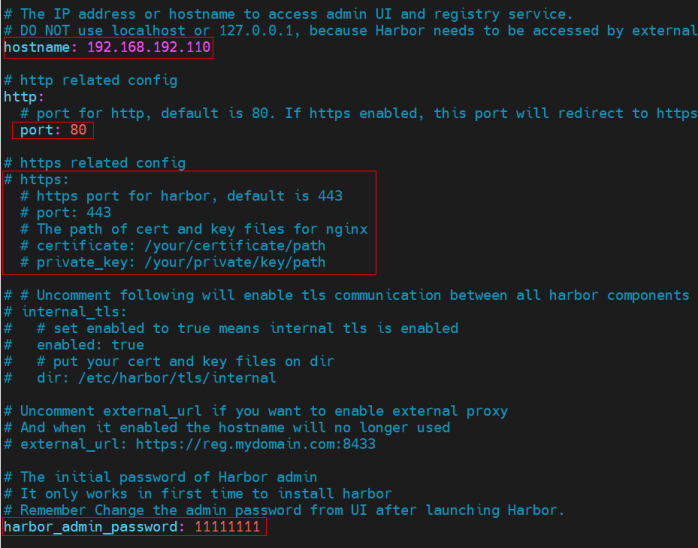 # The IP address or hostname to access admin UI and registry service.
# DO NOT use localhost or 127.0.0.1, because Harbor needs to be accessed by external
hostname: 192.168.192.110
# http related config
http:
  # port for http, default is 80. If https enabled, this port will redirect to https
  port: 80
# https related config
# https:
  # https port for harbor, default is 443
  # port: 443
  # The path of cert and key files for nginx
  # certificate: /your/certificate/path
  # private_key: /your/private/key/path
# # Uncomment following will enable tls communication between all harbor components
# internal_tls:
#   # set enabled to true means internal tls is enabled
#   enabled: true
#   # put your cert and key files on dir
#   dir: /etc/harbor/tls/internal
# Uncomment external_url if you want to enable external proxy
# And when it enabled the hostname will no longer used
# external_url: https://reg.mydomain.com:8433
# The initial password of Harbor admin
# It only works in first time to install harbor
# Remember Change the admin password from UI after launching Harbor.
harbor_admin_password: 11111111